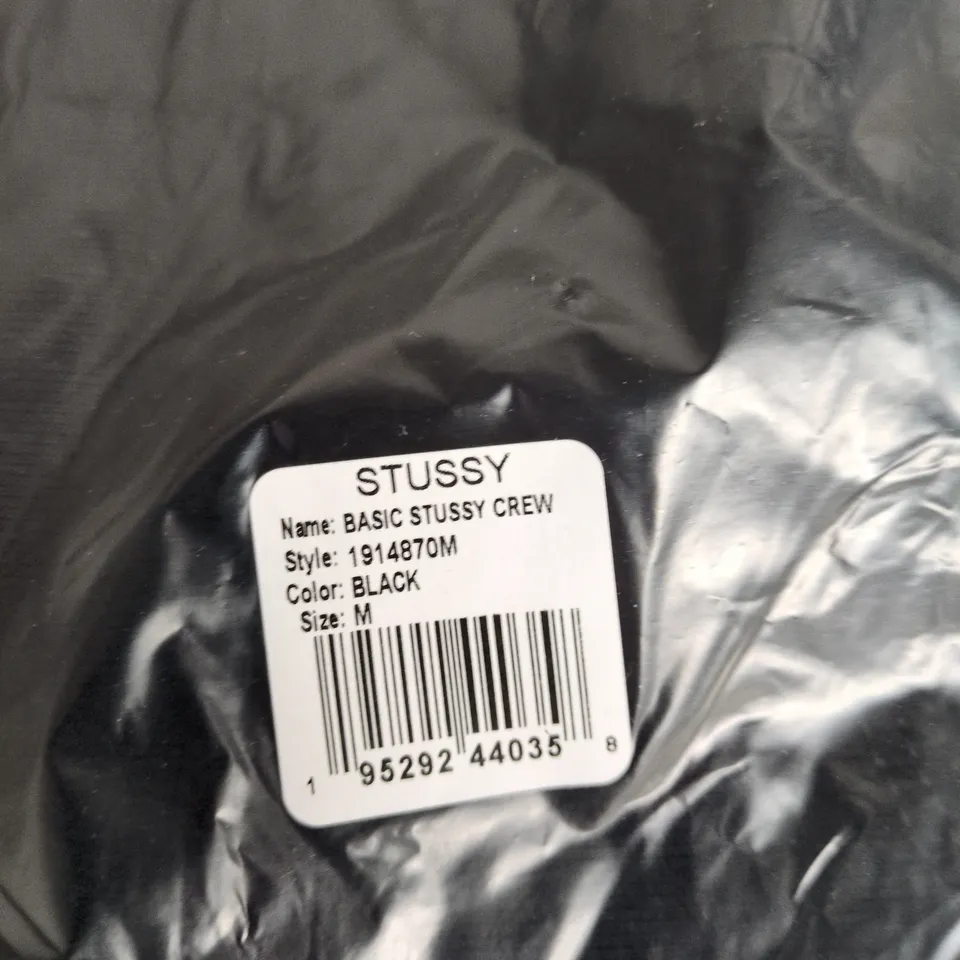 STUSSY
Name: BASIC STUSSY CREW
Style: 1914870M
Color: BLACK
Size: M
1 95292 44035 8